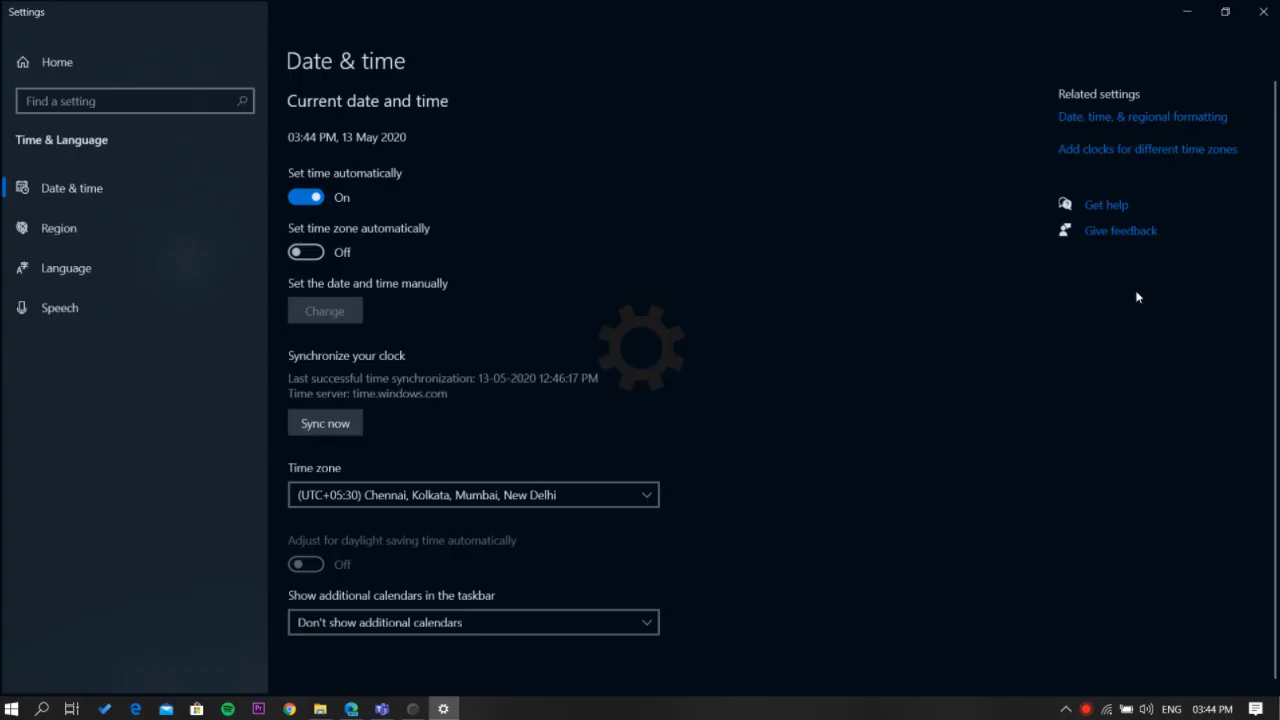 Settings
Home
Find a setting
Time & Language
Date & time
Region
Language
Speech
Date & time
Current date and time
03:44 PM, 13 May 2020
Set time automatically
On
Set time zone automatically
Off
Set the date and time manually
Change
Synchronize your clock
Last successful time synchronization: 13-05-2020 12:46:17 PM
Time server: time.windows.com
Sync now
Time zone
(UTC+05:30) Chennai, Kolkata, Mumbai, New Delhi
Adjust for daylight saving time automatically
Off
Show additional calendars in the taskbar
Don't show additional calendars
Related settings
Date, time, & regional formatting
Add clocks for different time zones
Get help
Give feedback
Pr
ENG 03:44 PM